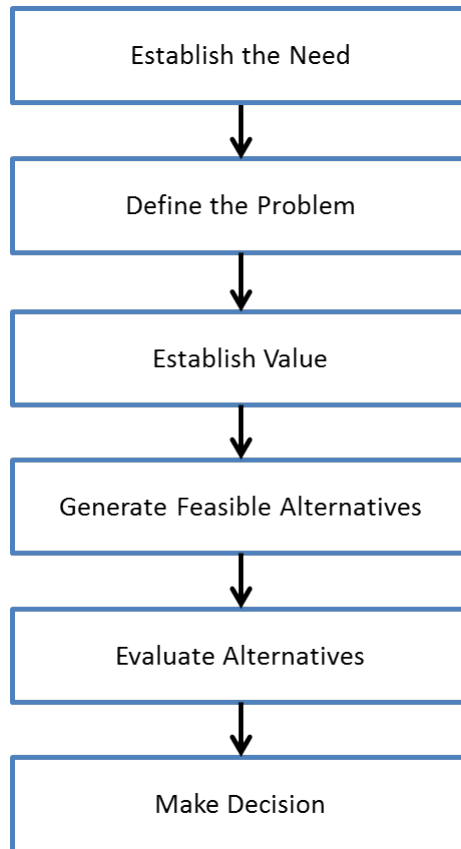 Establish the Need
Define the Problem
Establish Value
Generate Feasible Alternatives
Evaluate Alternatives
Make Decision